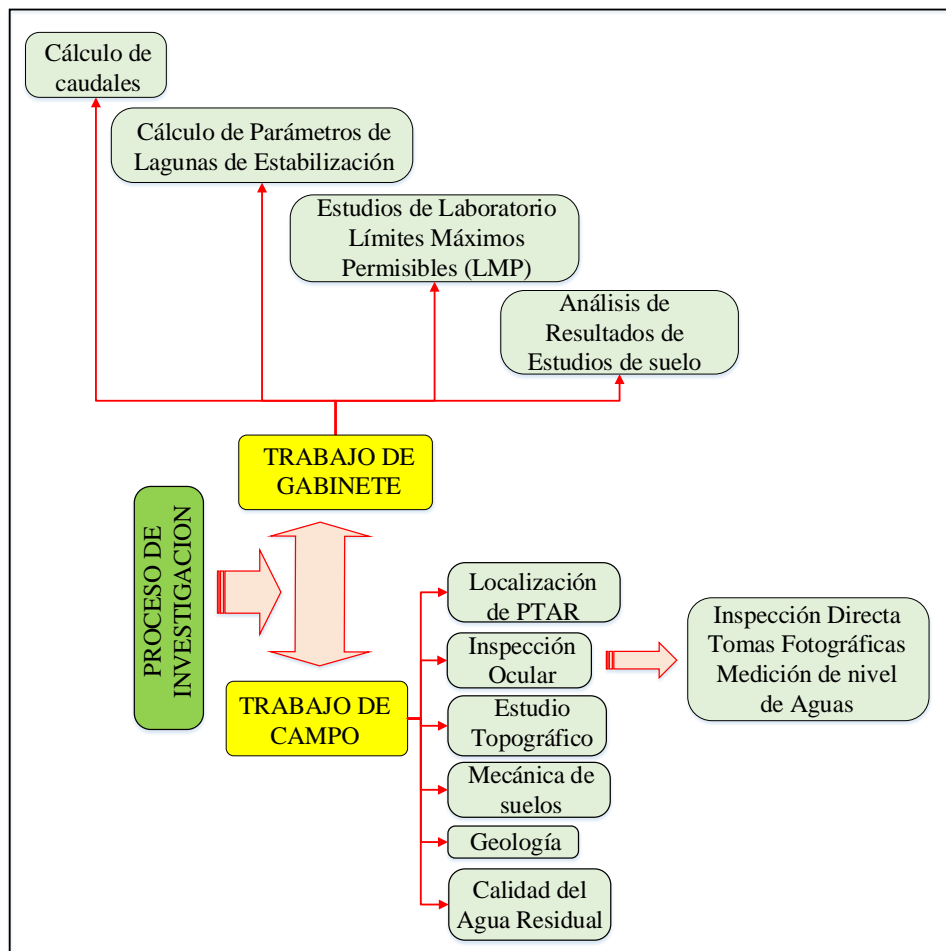 Cálculo de
caudales
Cálculo de Parámetros de
Lagunas de Estabilización
Estudios de Laboratorio
Límites Máximos
Permisibles (LMP)
Análisis de
Resultados de
Estudios de suelo
TRABAJO DE
GABINETE
PROCESO DE
INVESTIGACION
TRABAJO DE
CAMPO
Localización
de PTAR
Inspección
Ocular
Estudio
Topográfico
Mecánica de
suelos
Geología
Calidad del
Agua Residual
Inspección Directa
Tomas Fotográficas
Medición de nivel
de Aguas